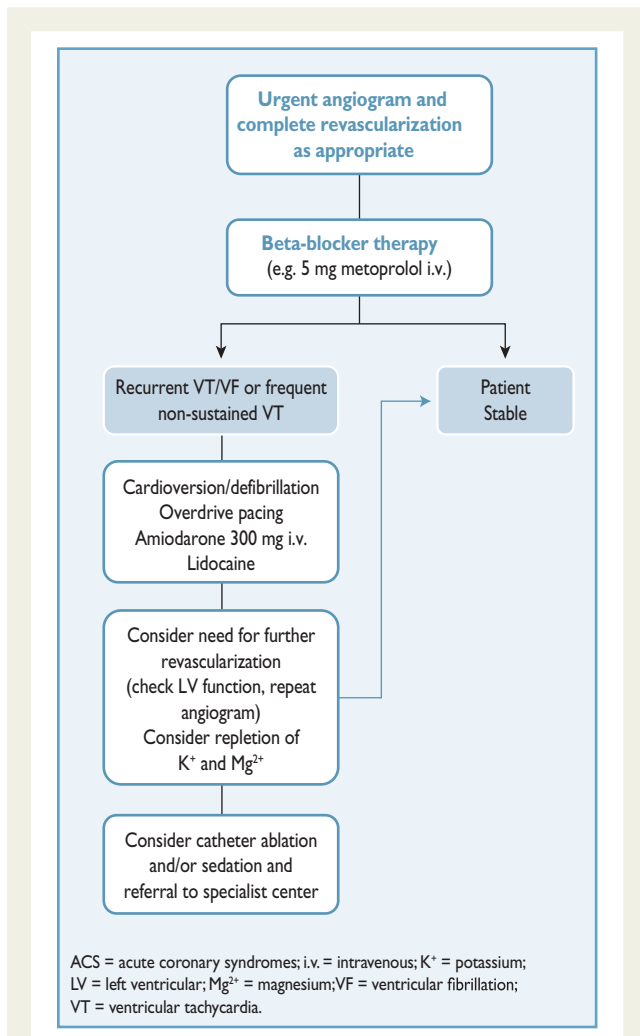 Urgent angiogram and
complete revascularization
as appropriate
Beta-blocker therapy
(e.g. 5 mg metoprolol i.v.)
Recurrent VT/VF or frequent
non-sustained VT
Patient
Stable
Cardioversion/defibrillation
Overdrive pacing
Amiodarone 300 mg i.v.
Lidocaine
Consider need for further
revascularization
(check LV function, repeat
angiogram)
Consider repletion of
K⁺ and Mg²⁺
Consider catheter ablation
and/or sedation and
referral to specialist center
ACS = acute coronary syndromes; i.v. = intravenous; K⁺ = potassium;
LV = left ventricular; Mg²⁺ = magnesium;VF = ventricular fibrillation;
VT = ventricular tachycardia.